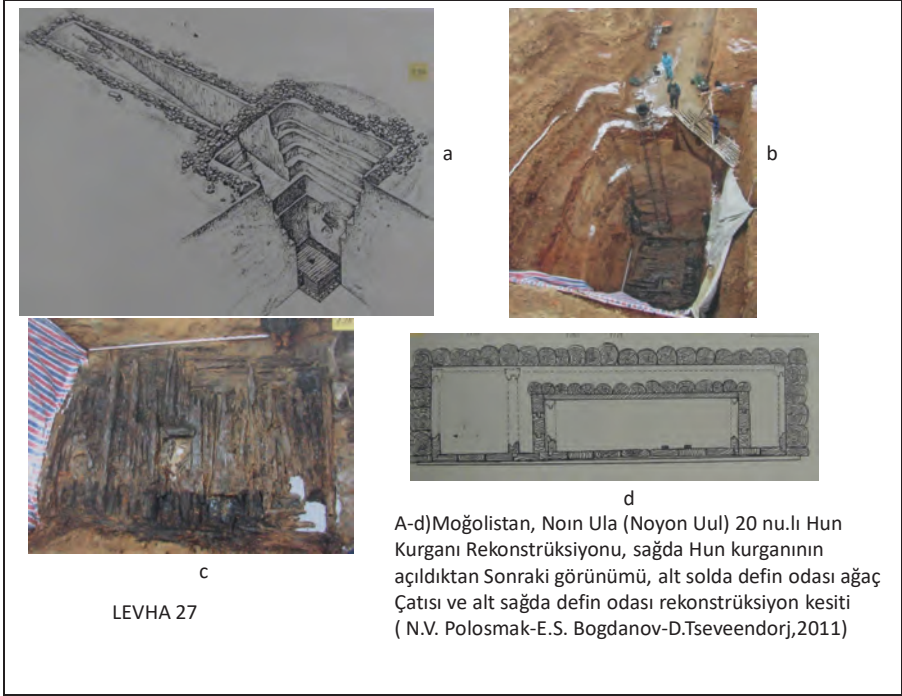 a
b
c
d
A-d)Moğolistan, Noın Ula (Noyon Uul) 20 nu.lı Hun
Kurganı Rekonstrüksiyonu, sağda Hun kurganının
açıldıktan Sonraki görünümü, alt solda defin odası ağaç
Çatısı ve alt sağda defin odası rekonstrüksiyon kesiti
( N.V. Polosmak-E.S. Bogdanov-D.Tseveendorj,2011)
LEVHA 27